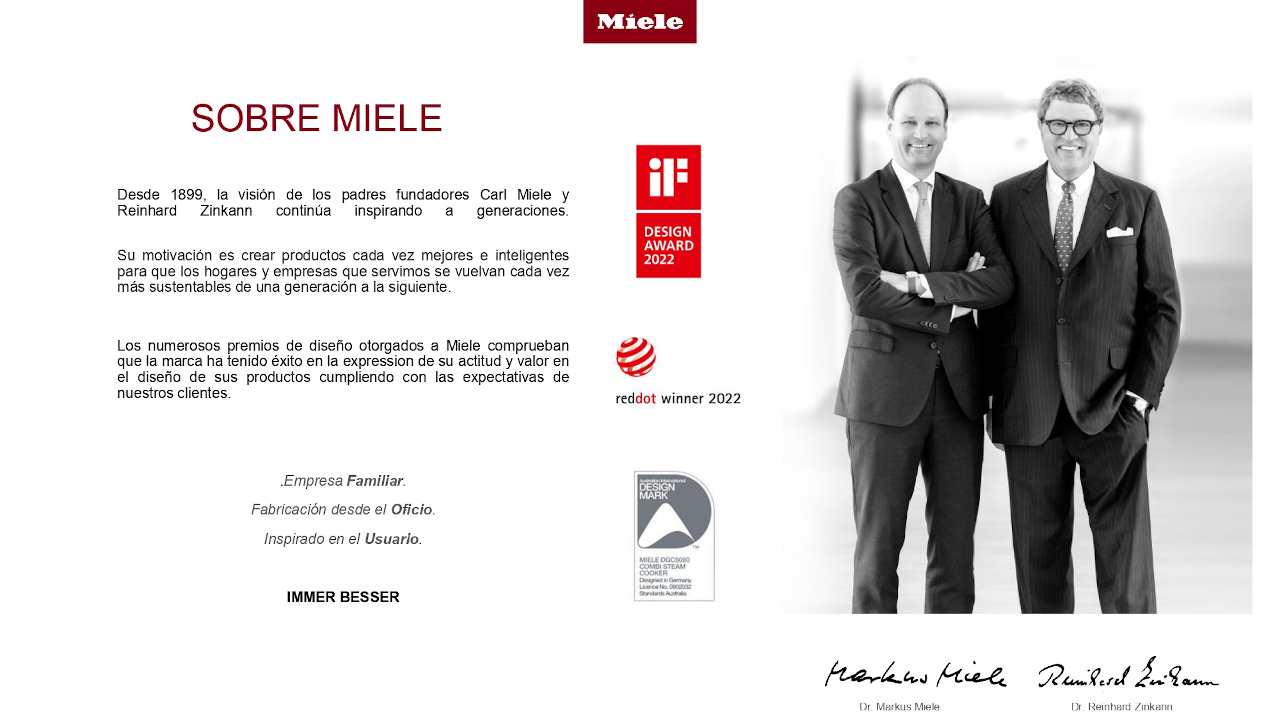 Miele
SOBRE MIELE
Desde 1899, la visión de los padres fundadores Carl Miele y
Reinhard Zinkann continúa inspirando a generaciones.
Su motivación es crear productos cada vez mejores e inteligentes
para que los hogares y empresas que servimos se vuelvan cada vez
más sustentables de una generación a la siguiente.
Los numerosos premios de diseño otorgados a Miele comprueban
que la marca ha tenido éxito en la expression de su actitud y valor en
el diseño de sus productos cumpliendo con las expectativas de
nuestros clientes.
.Empresa Familiar.
Fabricación desde el Oficio.
Inspirado en el Usuario.
IMMER BESSER
iF
DESIGN
AWARD
2022
reddot winner 2022
Australian International
DESIGN
MARK
TM
MIELE DGC5080
COMBI STEAM
COOKER
Designed in Germany
Licence No. 0902032
Standards Australia
Markus Miele
Reinhard Zinkann
Dr. Markus Miele
Dr. Reinhard Zinkann